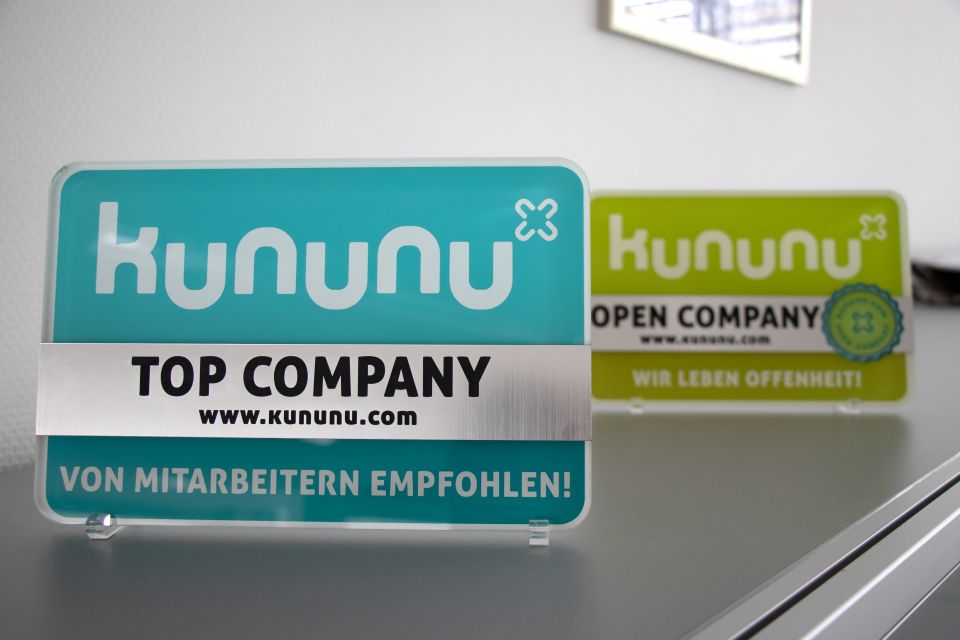 kununu
TOP COMPANY
www.kununu.com
VON MITARBEITERN EMPFOHLEN!
kununu
OPEN COMPANY
www.kununu.com
WIR LEBEN OFFENHEIT!